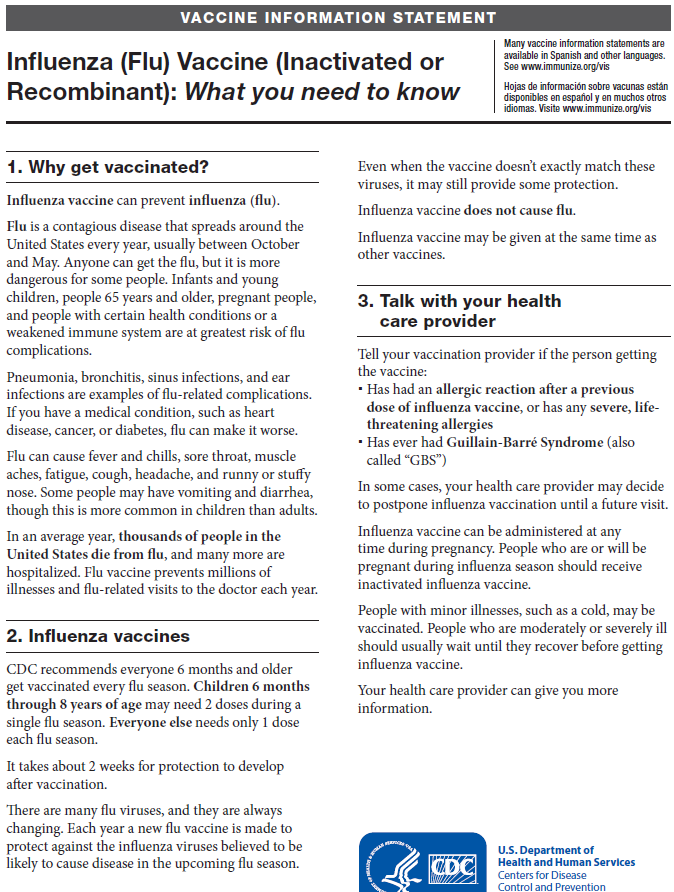 VACCINE INFORMATION STATEMENT
Influenza (Flu) Vaccine (Inactivated or
Recombinant): What you need to know
Many vaccine information statements are
available in Spanish and other languages.
See www.immunize.org/vis
Hojas de información sobre vacunas están
disponibles en español y en muchos otros
idiomas. Visite www.immunize.org/vis
1. Why get vaccinated?
Influenza vaccine can prevent influenza (flu).
Flu is a contagious disease that spreads around the
United States every year, usually between October
and May. Anyone can get the flu, but it is more
dangerous for some people. Infants and young
children, people 65 years and older, pregnant people,
and people with certain health conditions or a
weakened immune system are at greatest risk of flu
complications.
Pneumonia, bronchitis, sinus infections, and ear
infections are examples of flu-related complications.
If you have a medical condition, such as heart
disease, cancer, or diabetes, flu can make it worse.
Flu can cause fever and chills, sore throat, muscle
aches, fatigue, cough, headache, and runny or stuffy
nose. Some people may have vomiting and diarrhea,
though this is more common in children than adults.
In an average year, thousands of people in the
United States die from flu, and many more are
hospitalized. Flu vaccine prevents millions of
illnesses and flu-related visits to the doctor each year.
2. Influenza vaccines
CDC recommends everyone 6 months and older
get vaccinated every flu season. Children 6 months
through 8 years of age may need 2 doses during a
single flu season. Everyone else needs only 1 dose
each flu season.
It takes about 2 weeks for protection to develop
after vaccination.
There are many flu viruses, and they are always
changing. Each year a new flu vaccine is made to
protect against the influenza viruses believed to be
likely to cause disease in the upcoming flu season.
Even when the vaccine doesn't exactly match these
viruses, it may still provide some protection.
Influenza vaccine does not cause flu.
Influenza vaccine may be given at the same time as
other vaccines.
3. Talk with your health
care provider
Tell your vaccination provider if the person getting
the vaccine:
▪ Has had an allergic reaction after a previous
dose of influenza vaccine, or has any severe, life-
threatening allergies
▪ Has ever had Guillain-Barré Syndrome (also
called “GBS”)
In some cases, your health care provider may decide
to postpone influenza vaccination until a future visit.
Influenza vaccine can be administered at any
time during pregnancy. People who are or will be
pregnant during influenza season should receive
inactivated influenza vaccine.
People with minor illnesses, such as a cold, may be
vaccinated. People who are moderately or severely ill
should usually wait until they recover before getting
influenza vaccine.
Your health care provider can give you more
information.
CDC
U.S. Department of
Health and Human Services
Centers for Disease
Control and Prevention